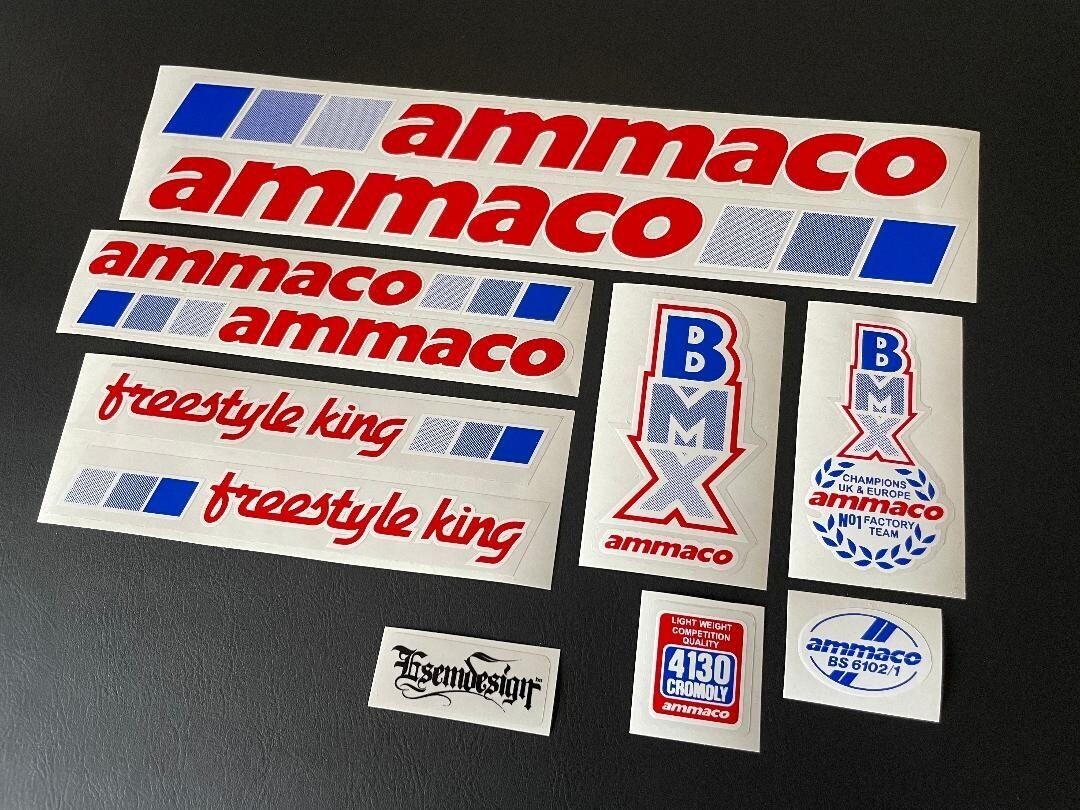 ammaco
ammaco
ammaco
ammaco
freestyle king
freestyle king
B
M
X
ammaco
B
M
X
CHAMPIONS
UK & EUROPE
ammaco
NO1 FACTORY
TEAM
Esemdesign™
LIGHT WEIGHT
COMPETITION
QUALITY
4130
CROMOLY
ammaco
ammaco
BS 6102/1